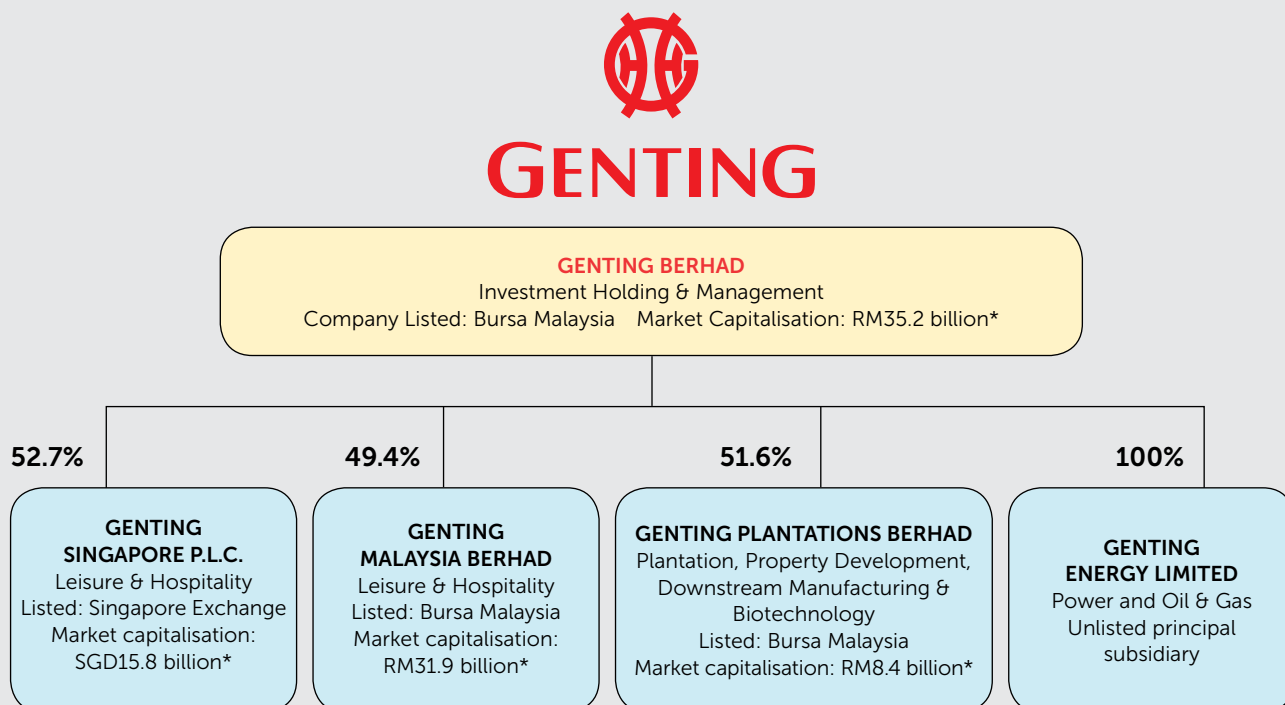 GENTING
GENTING BERHAD
Investment Holding & Management
Company Listed: Bursa Malaysia Market Capitalisation: RM35.2 billion*
52.7%
49.4%
51.6%
100%
GENTING
SINGAPORE P.L.C.
Leisure & Hospitality
Listed: Singapore Exchange
Market capitalisation:
SGD15.8 billion*
GENTING
MALAYSIA BERHAD
Leisure & Hospitality
Listed: Bursa Malaysia
Market capitalisation:
RM31.9 billion*
GENTING PLANTATIONS BERHAD
Plantation, Property Development,
Downstream Manufacturing &
Biotechnology
Listed: Bursa Malaysia
Market capitalisation: RM8.4 billion*
GENTING
ENERGY LIMITED
Power and Oil & Gas
Unlisted principal
subsidiary